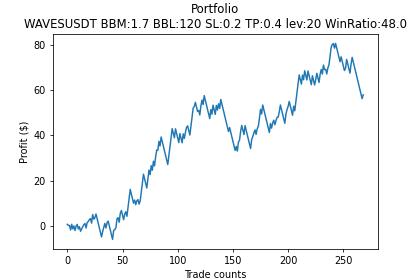 Portfolio
WAVESUSDT BBM:1.7 BBL:120 SL:0.2 TP:0.4 lev:20 WinRatio:48.0
80
60
40
20
0
Profit ($)
0 50 100 150 200 250
Trade counts